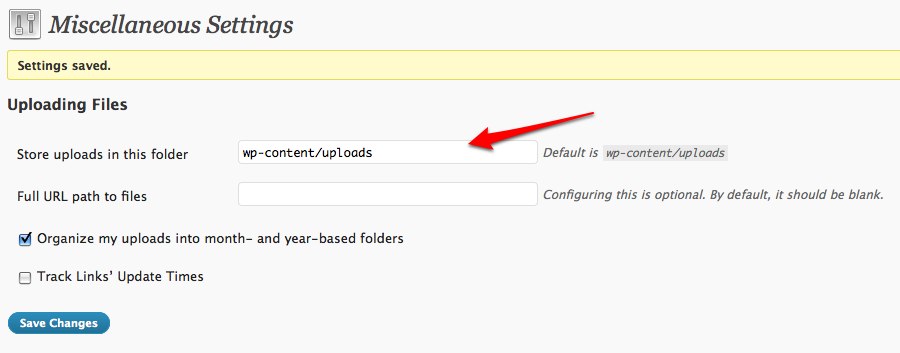 Miscellaneous Settings
Settings saved.
Uploading Files
Store uploads in this folder wp-content/uploads Default is wp-content/uploads
Full URL path to files Configuring this is optional. By default, it should be blank.
Organize my uploads into month- and year-based folders
Track Links’ Update Times
Save Changes